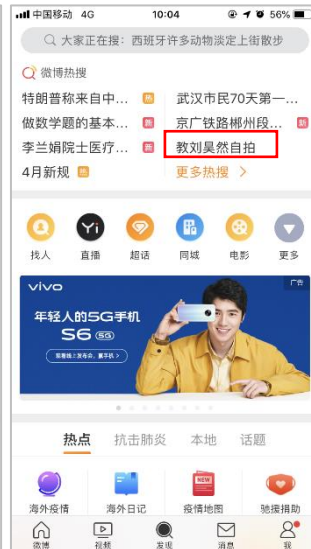 中国移动 4G 10:04 56%
大家正在搜：西班牙许多动物淡定上街散步
微博热搜
特朗普称来自中... 热 武汉市民70天第一...
做数学题的基本... 新 京广铁路郴州段... 新
李兰娟院士医疗... 新 教刘昊然自拍
4月新规 热 更多热搜 >
找人 直播 超话 同城 电影 更多
vivo 广告
年轻人的5G手机
S6 5G
热点 抗击肺炎 本地 话题
海外疫情 海外日记 疫情地图 驰援捐助
微博 视频 发现 消息 我